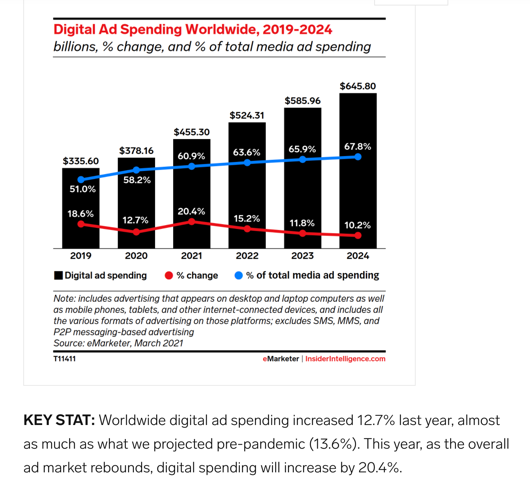 Digital Ad Spending Worldwide, 2019-2024
billions, % change, and % of total media ad spending
$645.80
$585.96
$524.31
$455.30
$378.16
$335.60
67.8%
65.9%
63.6%
60.9%
58.2%
51.0%
18.6%
12.7%
20.4%
15.2%
11.8%
10.2%
2019 2020 2021 2022 2023 2024
Digital ad spending % change % of total media ad spending
Note: includes advertising that appears on desktop and laptop computers as well
as mobile phones, tablets, and other internet-connected devices, and includes all
the various formats of advertising on those platforms; excludes SMS, MMS, and
P2P messaging-based advertising
Source: eMarketer, March 2021
T11411 eMarketer | InsiderIntelligence.com
KEY STAT: Worldwide digital ad spending increased 12.7% last year, almost
as much as what we projected pre-pandemic (13.6%). This year, as the overall
ad market rebounds, digital spending will increase by 20.4%.